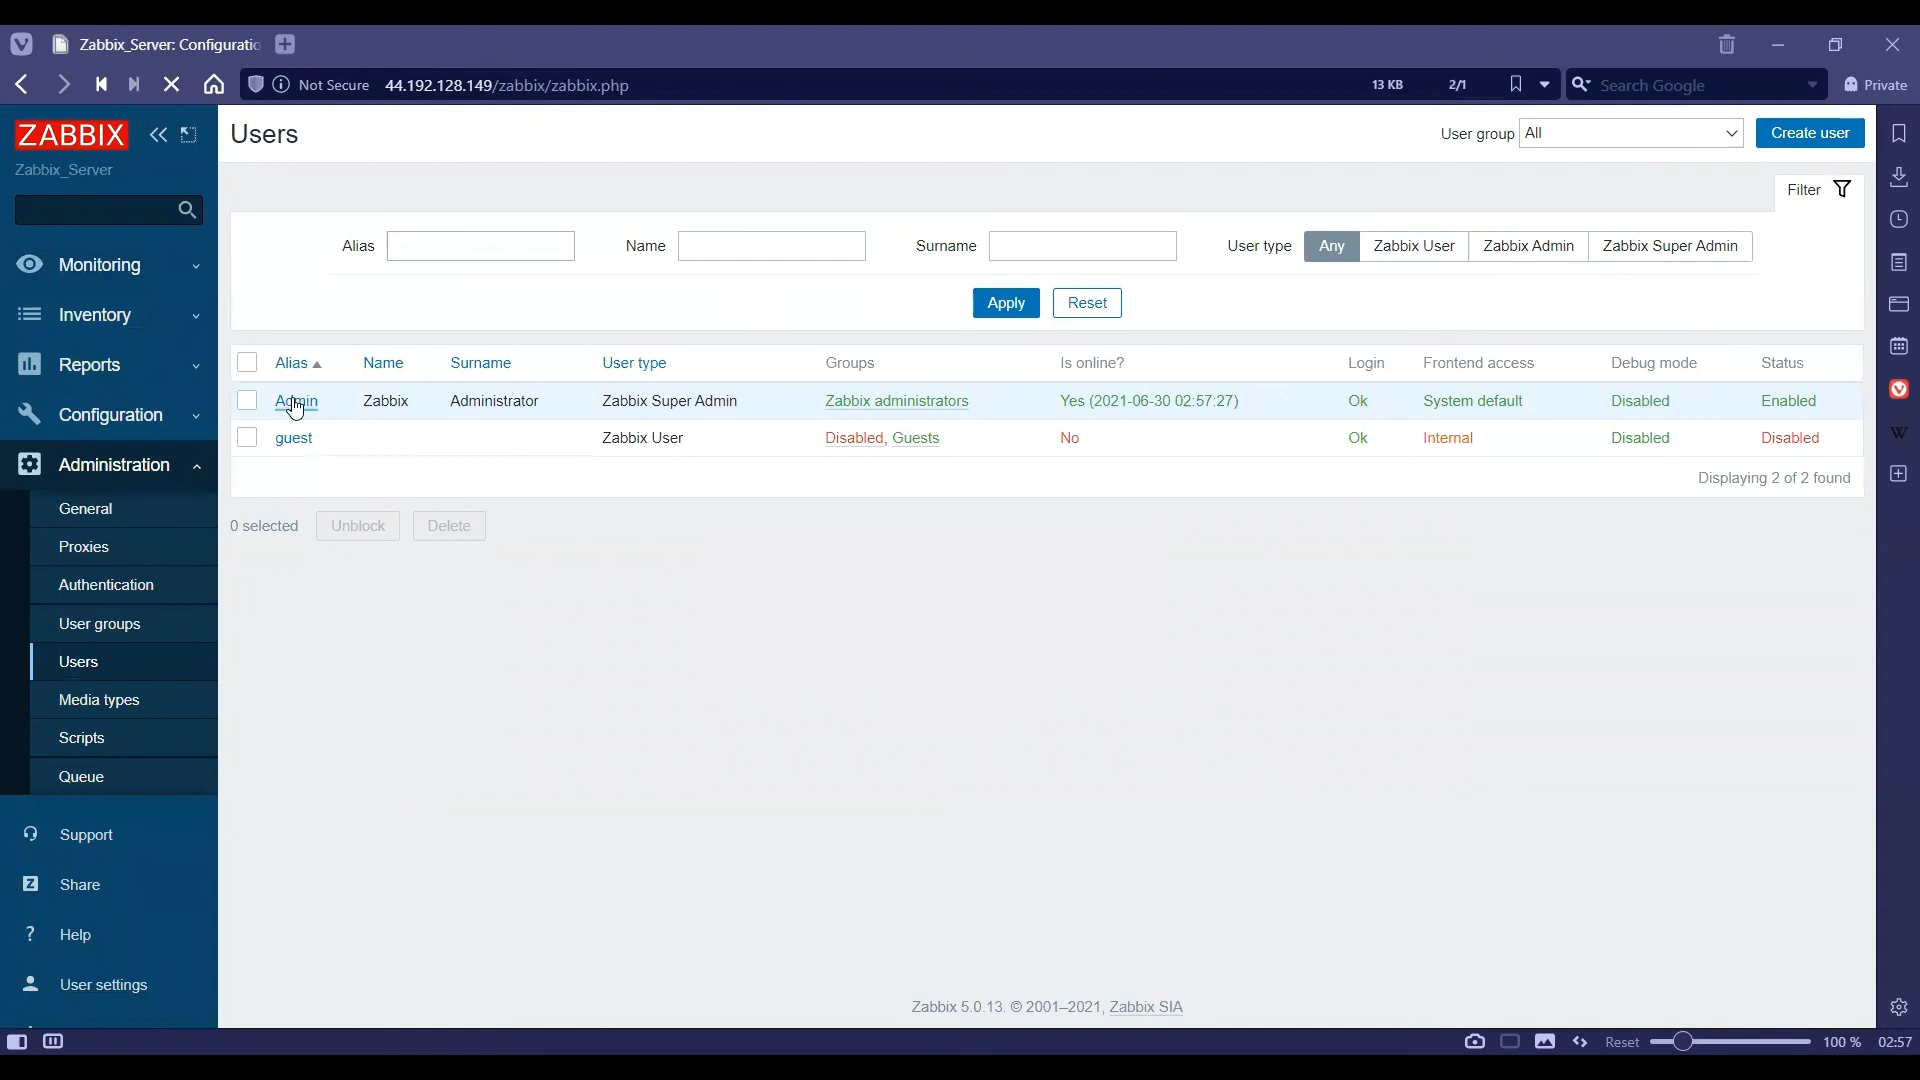 Zabbix_Server: Configuratio
Not Secure 44.192.128.149/zabbix/zabbix.php 13 KB 2/1 Search Google Private
ZABBIX
Zabbix_Server
Monitoring
Inventory
Reports
Configuration
Administration
General
Proxies
Authentication
User groups
Users
Media types
Scripts
Queue
Support
Z Share
? Help
User settings
Users User group All Create user
Filter
Alias Name Surname User type Any Zabbix User Zabbix Admin Zabbix Super Admin
Apply Reset
Alias Name Surname User type Groups Is online? Login Frontend access Debug mode Status
Admin Zabbix Administrator Zabbix Super Admin Zabbix administrators Yes (2021-06-30 02:57:27) Ok System default Disabled Enabled
guest Zabbix User Disabled, Guests No Ok Internal Disabled Disabled
Displaying 2 of 2 found
0 selected Unblock Delete
Zabbix 5.0.13. © 2001–2021, Zabbix SIA
W
Reset 100 % 02:57